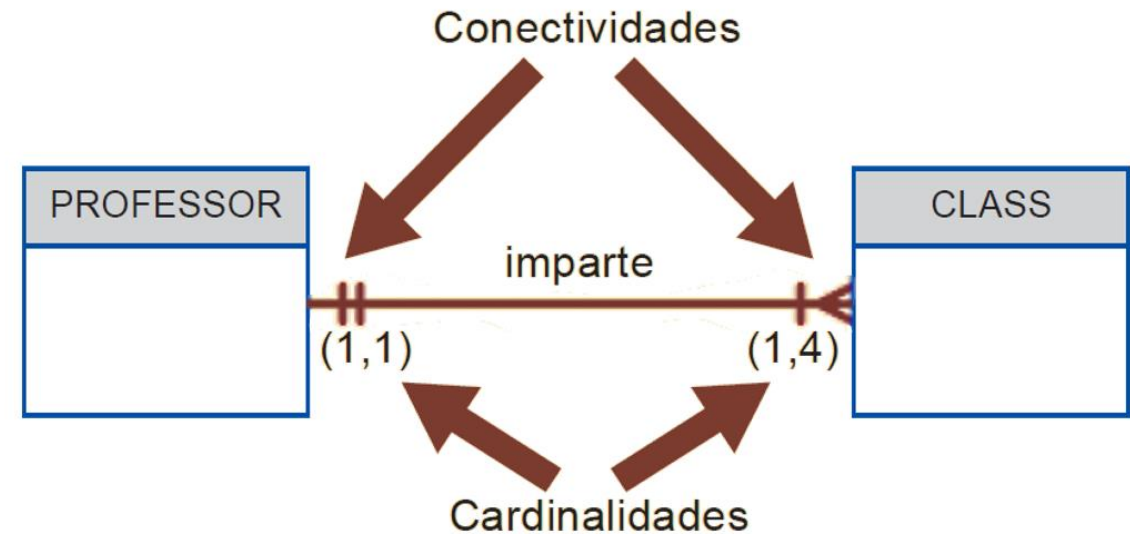 Conectividades
PROFESSOR
CLASS
imparte
(1,1)
(1,4)
Cardinalidades